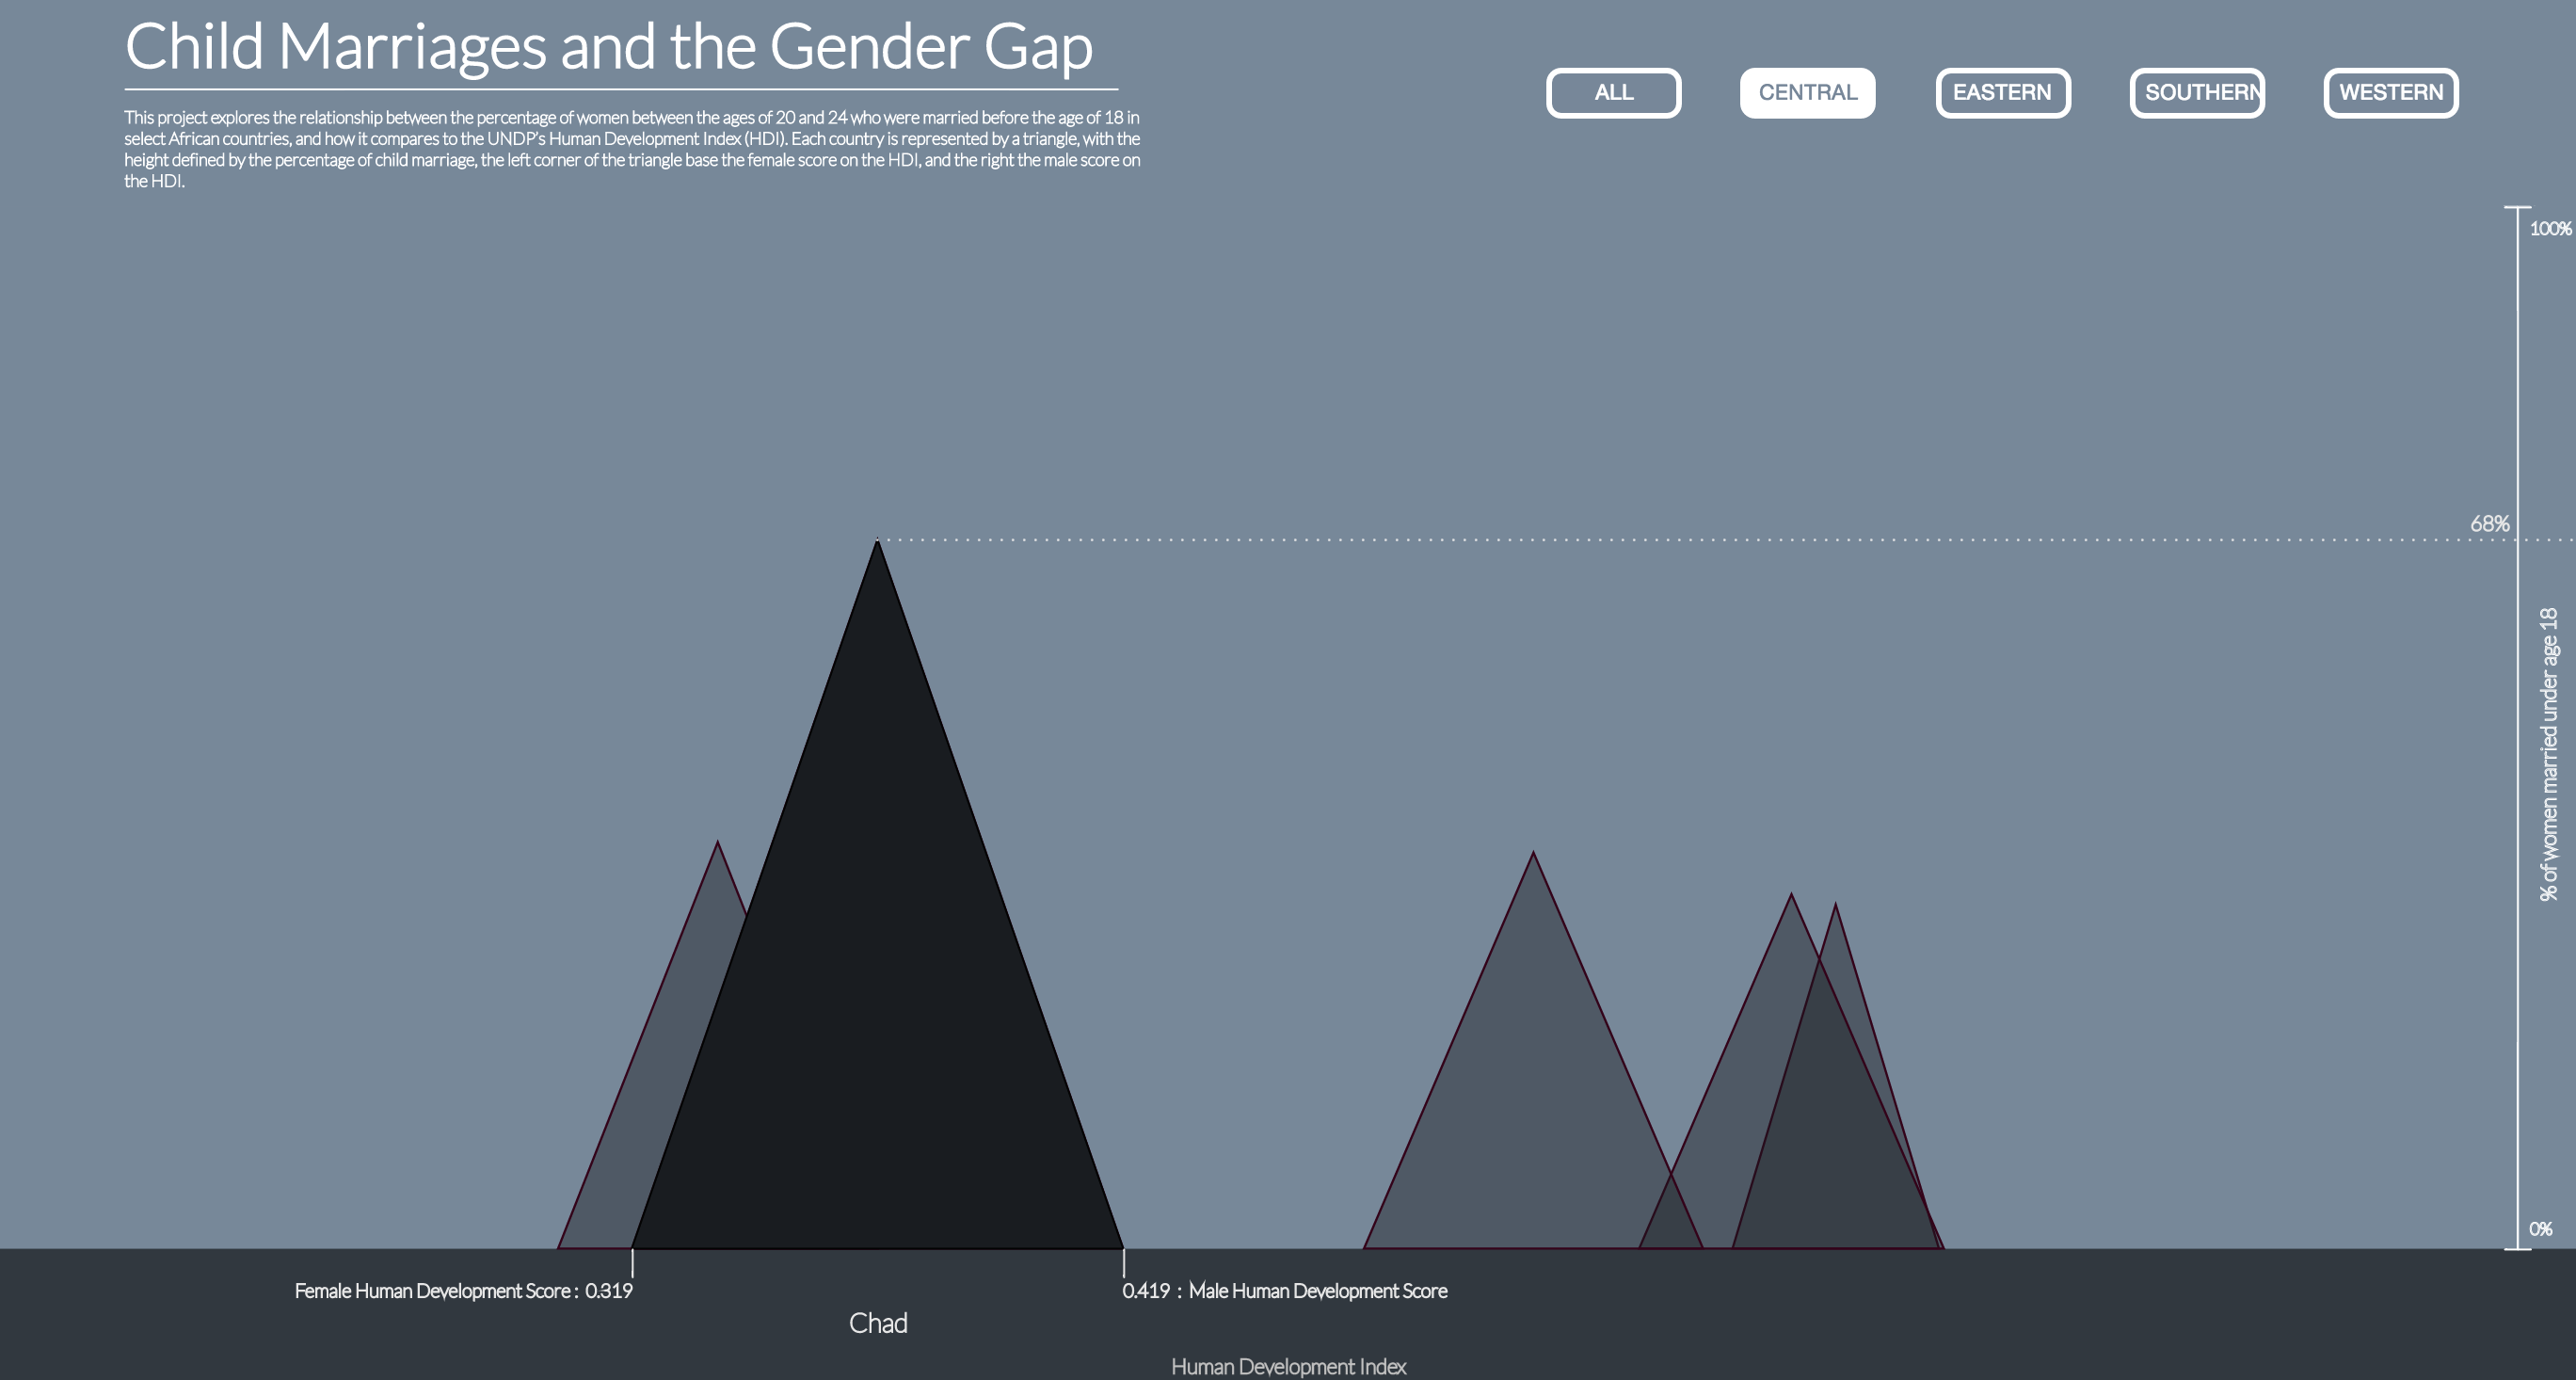 Child Marriages and the Gender Gap
This project explores the relationship between the percentage of women between the ages of 20 and 24 who were married before the age of 18 in
select African countries, and how it compares to the UNDP's Human Development Index (HDI). Each country is represented by a triangle, with the
height defined by the percentage of child marriage, the left corner of the triangle base the female score on the HDI, and the right the male score on
the HDI.
ALL
CENTRAL
EASTERN
SOUTHERN
WESTERN
100%
68%
% of women married under age 18
0%
Female Human Development Score : 0.319
0.419 : Male Human Development Score
Chad
Human Development Index